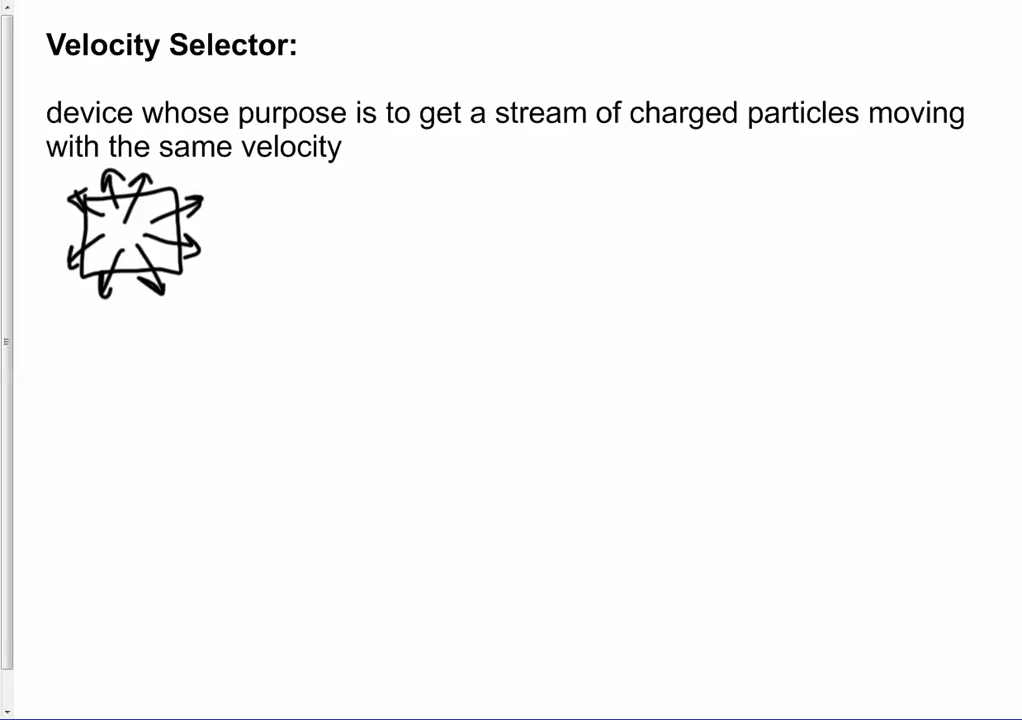 Velocity Selector:
device whose purpose is to get a stream of charged particles moving
with the same velocity